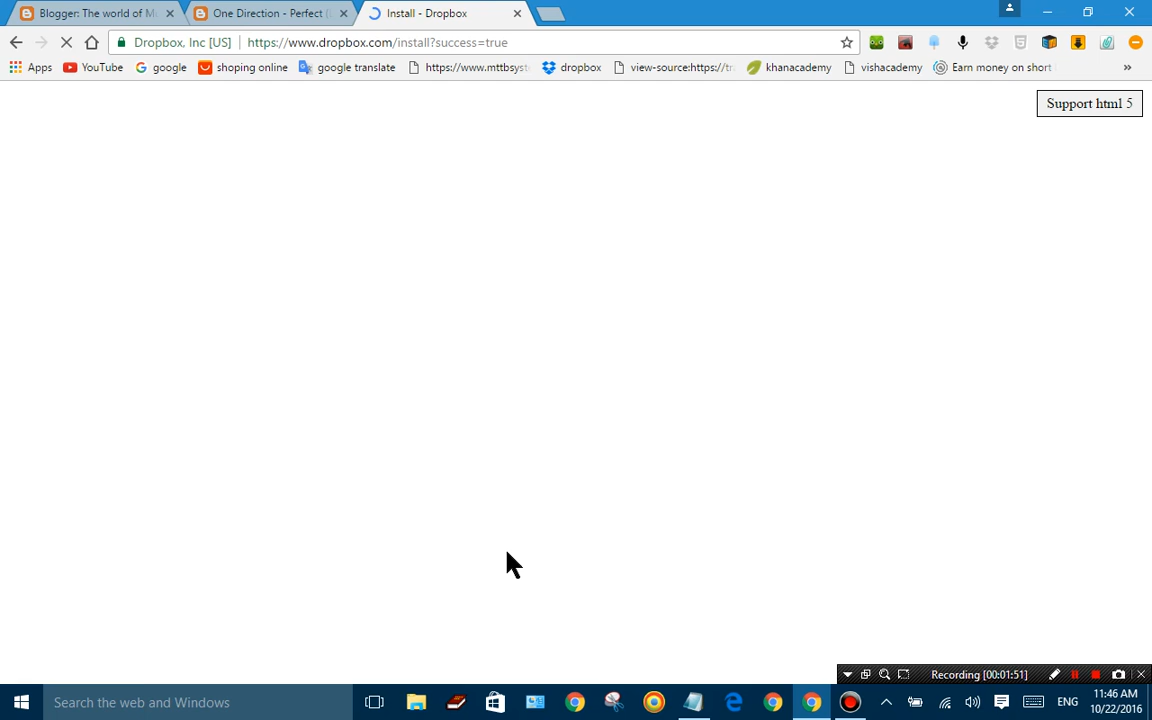 Blogger: The world of M
One Direction - Perfect (
Install - Dropbox
Dropbox, Inc [US] https://www.dropbox.com/install?success=true
Apps YouTube google shoping online google translate https://www.mttbsyst dropbox view-source:https://tr khanacademy vishacademy Earn money on short
Support html 5
Recording [00:01:51]
Search the web and Windows
ENG
11:46 AM
10/22/2016